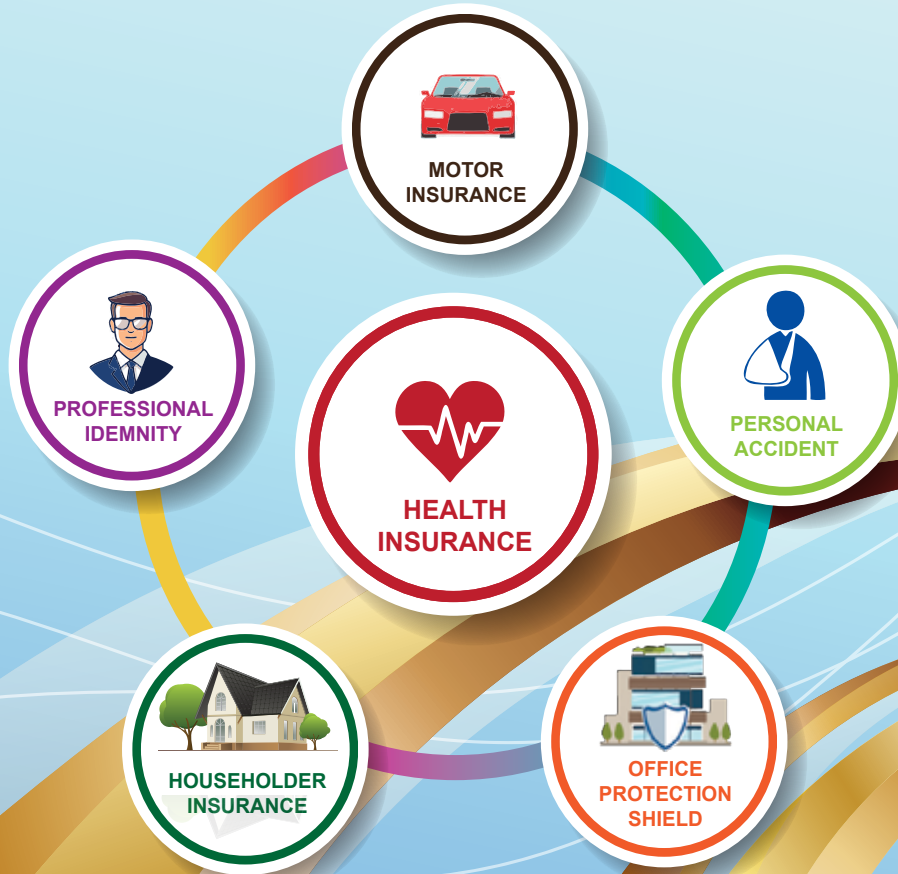 MOTOR
INSURANCE
PROFESSIONAL
IDEMNITY
PERSONAL
ACCIDENT
HEALTH
INSURANCE
HOUSEHOLDER
INSURANCE
OFFICE
PROTECTION
SHIELD